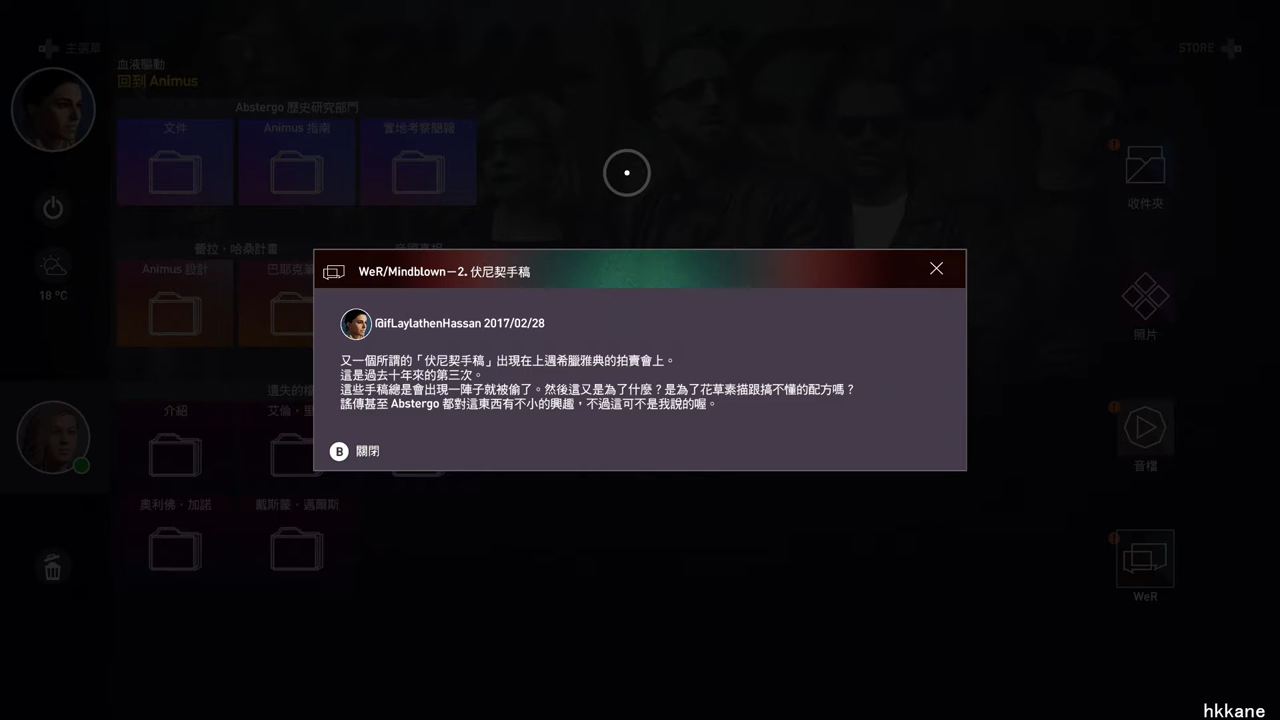 主選單
STORE
血液驅動
回到 Animus
Abstergo 歷史研究部門
文件
Animus 指南
實地考察簡報
收件夾
蕾拉・哈桑計畫
Animus 設計
18 °C
WeR/Mindblown－2. 伏尼契手稿
@ifLaylathenHassan 2017/02/28
又一個所謂的「伏尼契手稿」出現在上週希臘雅典的拍賣會上。
這是過去十年來的第三次。
這些手稿總是會出現一陣子就被偷了。然後這又是為了什麼？是為了花草素描跟搞不懂的配方嗎？
謠傳甚至 Abstergo 都對這東西有不小的興趣，不過這可不是我說的喔。
B 關閉
照片
介紹
音檔
奧利佛・加諾
戴斯蒙・邁爾斯
WeR
hkkane